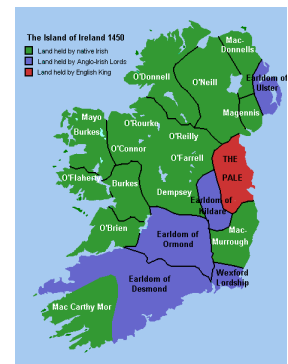 The Island of Ireland 1450
Land held by native Irish
Land held by Anglo-Irish Lords
Land held by English King
Mac-
Donnells
O'Donnell
O'Neill
Earldom of
Ulster
Magennis
Mayo
Burkes
O'Rourke
O'Reilly
O'Connor
O'Farrell
THE
PALE
O'Flaherty
Burkes
Dempsey
Earldom of
Kildare
O'Brien
Earldom of
Ormond
Mac-
Murrough
Wexford
Lordship
Earldom of
Desmond
Mac Carthy Mor